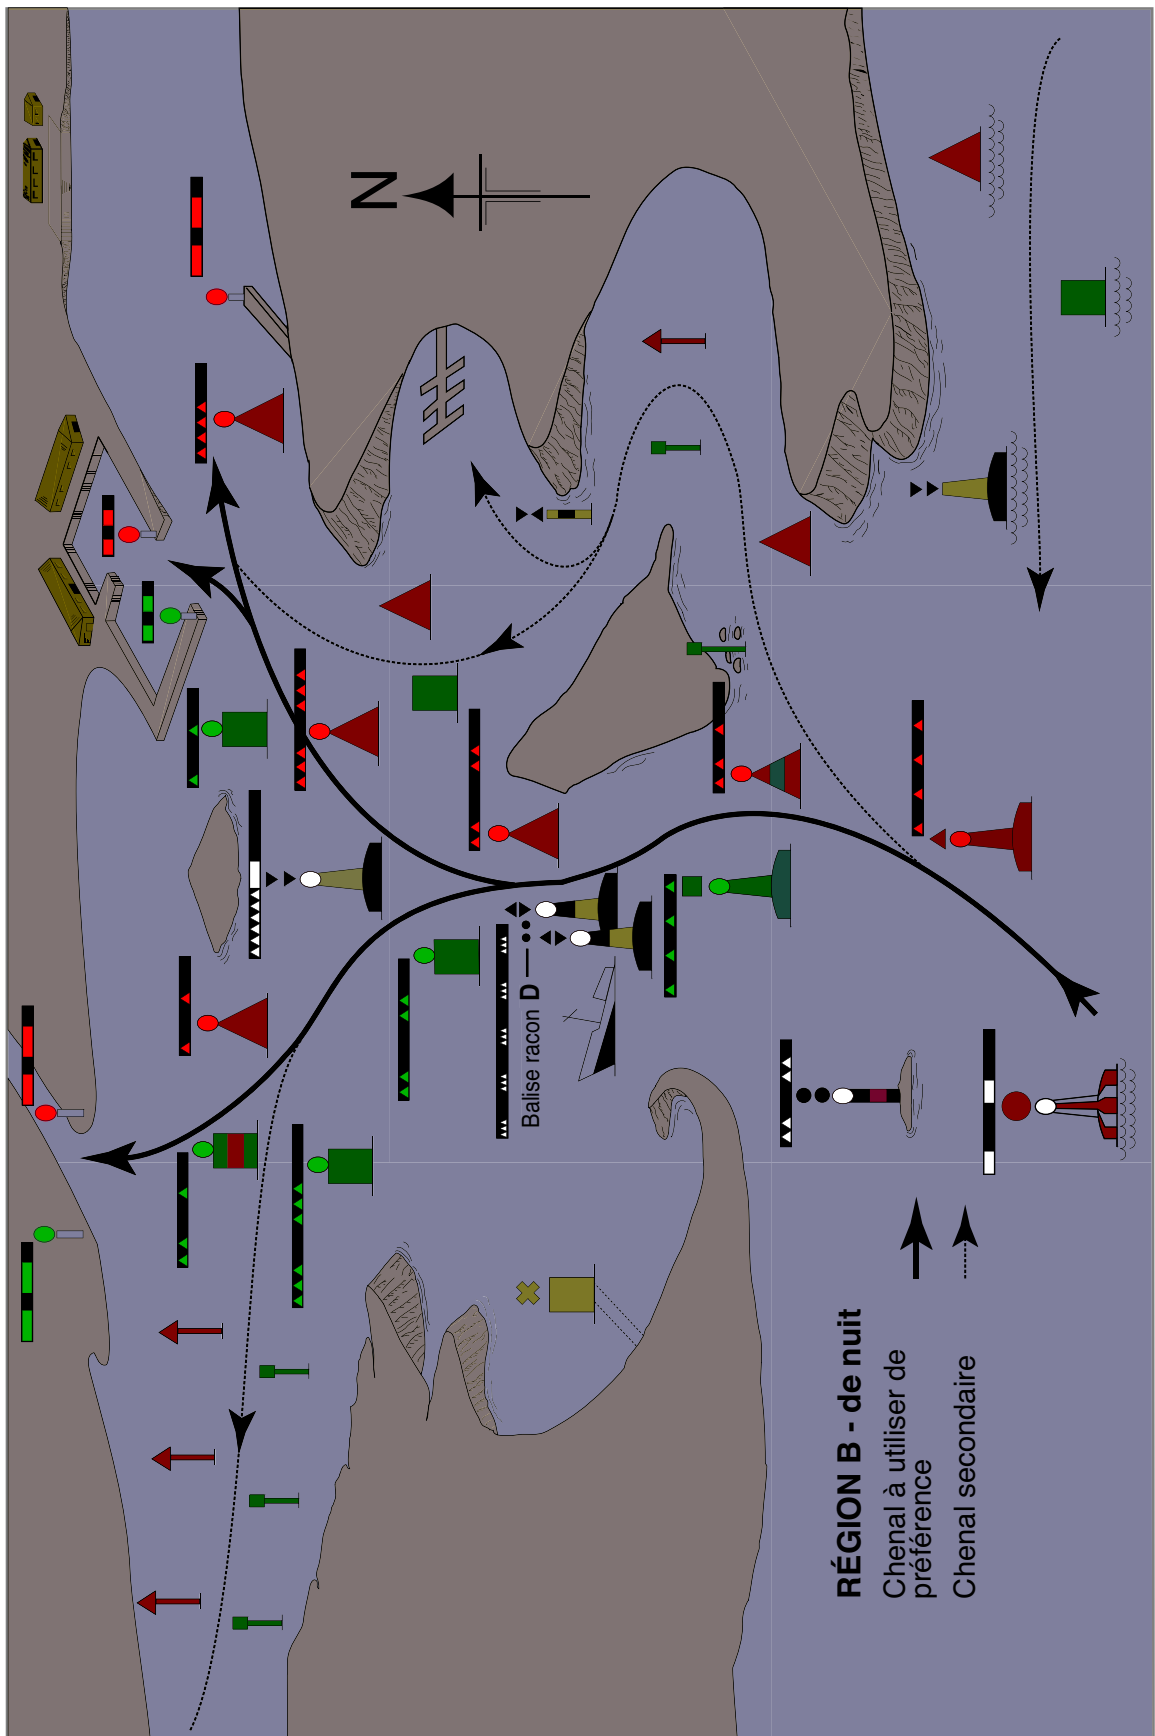 N
Balise racon D
RÉGION B - de nuit
Chenal à utiliser de
préférence
Chenal secondaire